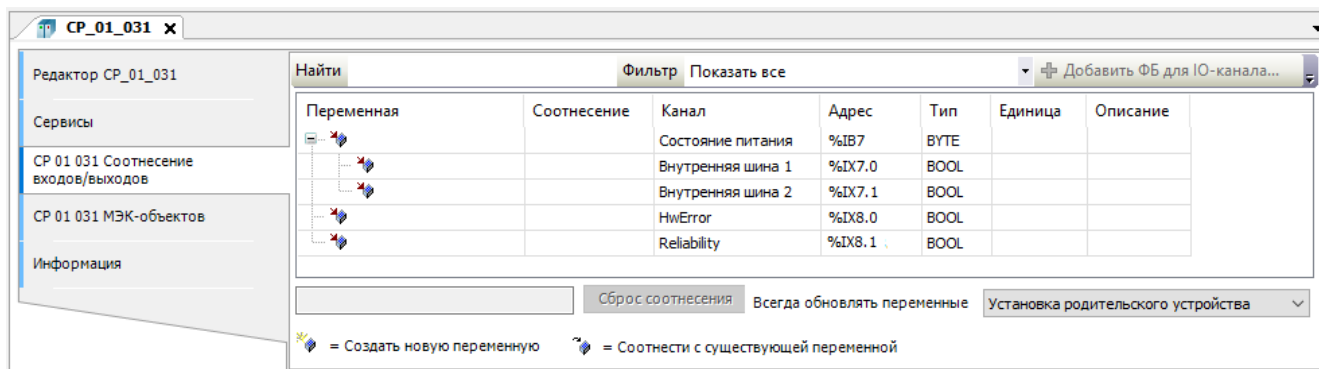 CP_01_031
Редактор CP_01_031
Сервисы
CP 01 031 Соотнесение
входов/выходов
CP 01 031 МЭК-объектов
Информация
Найти Фильтр Показать все Добавить ФБ для IO-канала...
Переменная Соотнесение Канал Адрес Тип Единица Описание
Состояние питания %IB7 BYTE
Внутренняя шина 1 %IX7.0 BOOL
Внутренняя шина 2 %IX7.1 BOOL
HwError %IX8.0 BOOL
Reliability %IX8.1 BOOL
Сброс соотнесения Всегда обновлять переменные Установка родительского устройства
= Создать новую переменную = Соотнести с существующей переменной